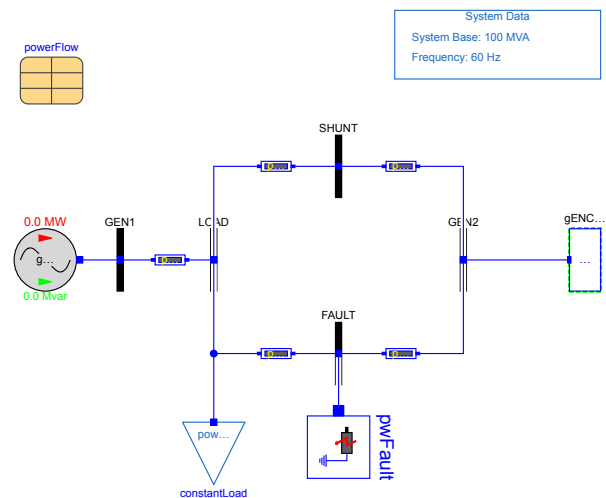 System Data
System Base: 100 MVA
Frequency: 60 Hz
powerFlow
SHUNT
0.0 MW
GEN1
LOAD
GEN2
gENC...
g...
...
0.0 Mvar
FAULT
pow...
pwFault
constantLoad